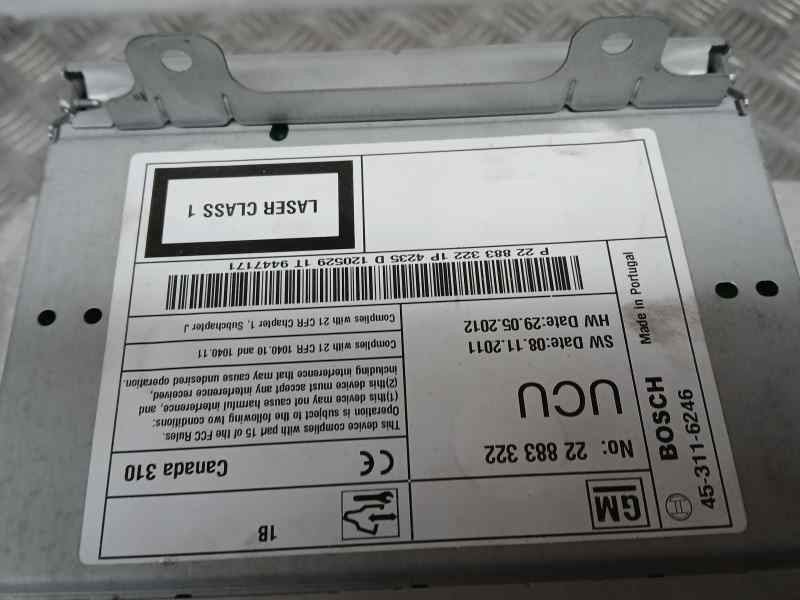 BOSCH
45-311-6246
Made in Portugal
GM
1B
No: 22 883 322
UCU
SW Date:08.11.2011
HW Date:29.05.2012
CE Canada 310
This device complies with part 15 of the FCC Rules.
Operation is subject to the following two conditions:
(1)this device may not cause harmful interference, and
(2)this device must accept any interference received,
including interference that may cause undesired operation.
Complies with 21 CFR 1040.10 and 1040.11
Complies with 21 CFR Chapter 1, Subchapter J
P 22 883 322 1P 4235 D 120529 1T 9447171
LASER CLASS 1